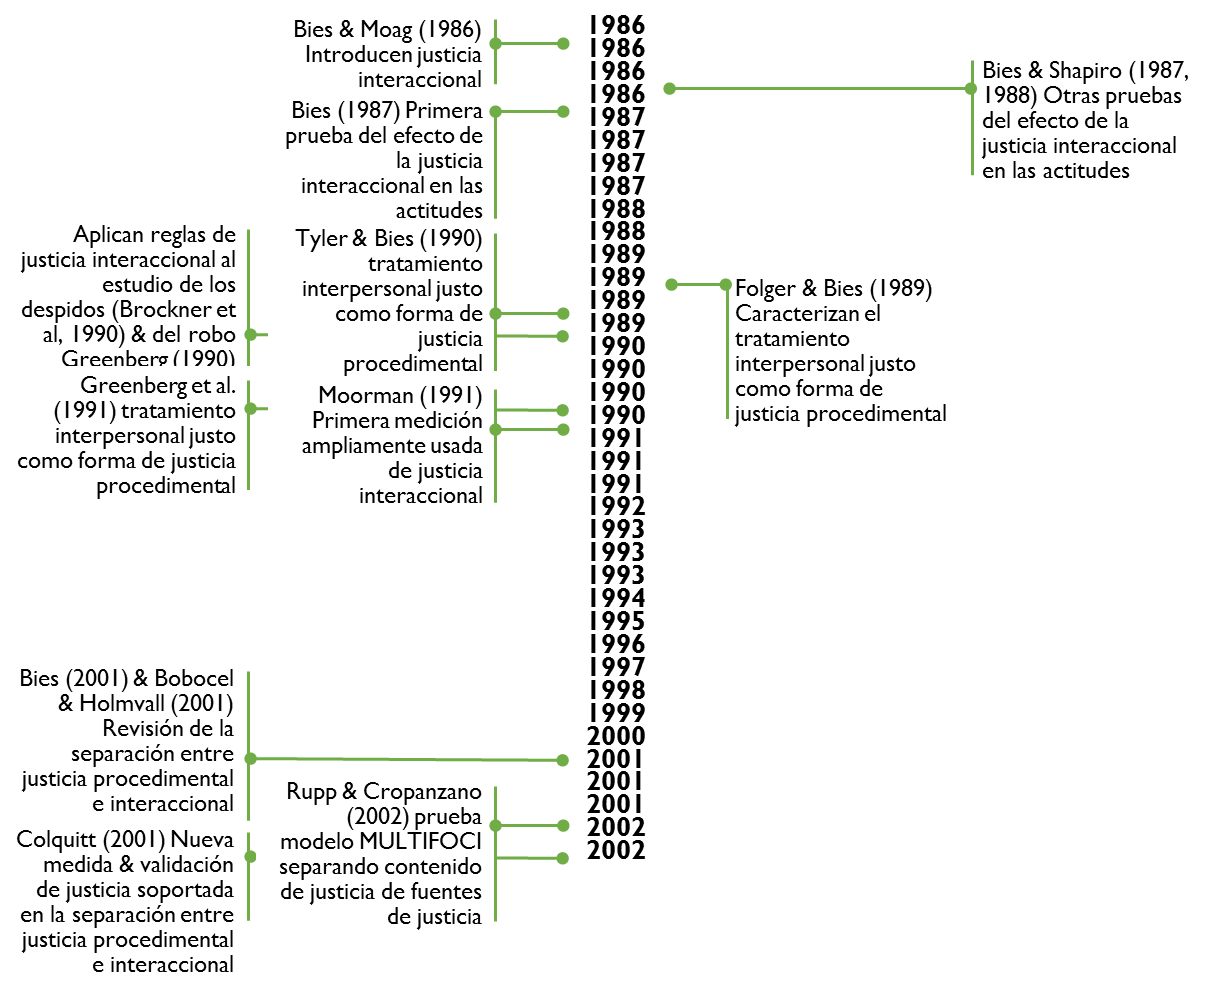 Bies & Moag (1986)
Introducen justicia
interaccional
Bies (1987) Primera
prueba del efecto de
la justicia
interaccional en las
actitudes
Aplican reglas de
justicia interaccional al
estudio de los
despidos (Brockner et
al, 1990) & del robo
Greenberg (1990)
Tyler & Bies (1990)
tratamiento
interpersonal justo
como forma de
justicia
procedimental
Greenberg et al.
(1991) tratamiento
interpersonal justo
como forma de justicia
procedimental
Moorman (1991)
Primera medición
ampliamente usada
de justicia
interaccional
Bies (2001) & Bobocel
& Holmvall (2001)
Revisión de la
separación entre
justicia procedimental
e interaccional
Colquitt (2001) Nueva
medida & validación
de justicia soportada
en la separación entre
justicia procedimental
e interaccional
Rupp & Cropanzano
(2002) prueba
modelo MULTIFOCI
separando contenido
de justicia de fuentes
de justicia
1986
1986
1986
1986
1987
1987
1987
1987
1988
1988
1989
1989
1989
1989
1990
1990
1990
1990
1991
1991
1991
1992
1993
1993
1993
1994
1995
1996
1997
1998
1999
2000
2001
2001
2001
2002
2002
Bies & Shapiro (1987,
1988) Otras pruebas
del efecto de la
justicia interaccional
en las actitudes
Folger & Bies (1989)
Caracterizan el
tratamiento
interpersonal justo
como forma de
justicia procedimental